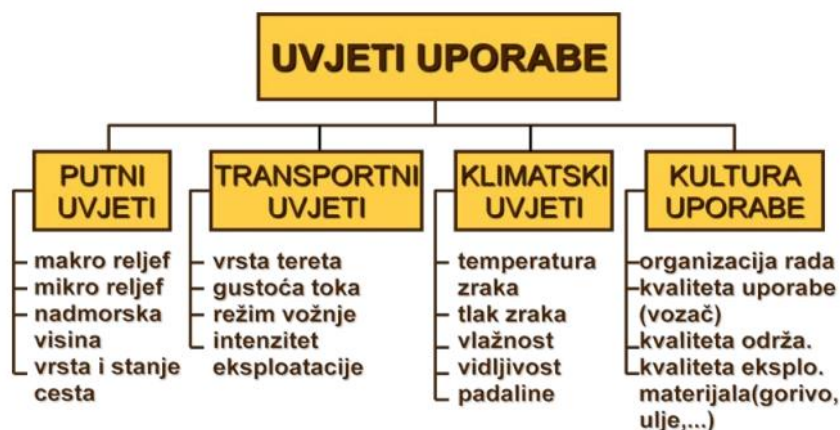 UVJETI UPORABE
PUTNI
UVJETI
makro reljef
mikro reljef
nadmorska
visina
vrsta i stanje
cesta
TRANSPORTNI
UVJETI
vrsta tereta
gustoća toka
režim vožnje
intenzitet
eksploatacije
KLIMATSKI
UVJETI
temperatura
zraka
tlak zraka
vlažnost
vidljivost
padaline
KULTURA
UPORABE
organizacija rada
kvaliteta uporabe
(vozač)
kvaliteta održa.
kvaliteta eksplo.
materijala(gorivo,
ulje,...)